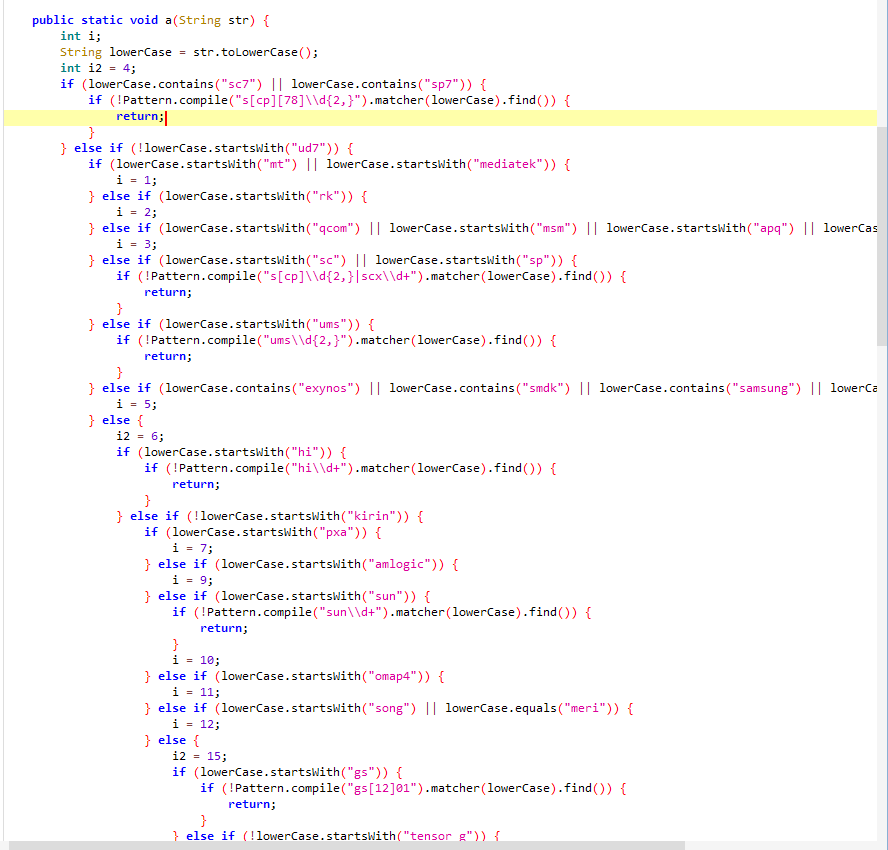 public static void a(String str) {
int i;
String lowerCase = str.toLowerCase();
int i2 = 4;
if (lowerCase.contains("sc7") || lowerCase.contains("sp7")) {
if (!Pattern.compile("s[cp][78]\\d{2,}").matcher(lowerCase).find()) {
return;
}
} else if (!lowerCase.startsWith("ud7")) {
if (lowerCase.startsWith("mt") || lowerCase.startsWith("mediatek")) {
i = 1;
} else if (lowerCase.startsWith("rk")) {
i = 2;
} else if (lowerCase.startsWith("qcom") || lowerCase.startsWith("msm") || lowerCase.startsWith("apq") || lowerCas
i = 3;
} else if (lowerCase.startsWith("sc") || lowerCase.startsWith("sp")) {
if (!Pattern.compile("s[cp]\\d{2,}|scx\\d+").matcher(lowerCase).find()) {
return;
}
} else if (lowerCase.startsWith("ums")) {
if (!Pattern.compile("ums\\d{2,}").matcher(lowerCase).find()) {
return;
}
} else if (lowerCase.contains("exynos") || lowerCase.contains("smdk") || lowerCase.contains("samsung") || lowerCa
i = 5;
} else {
i2 = 6;
if (lowerCase.startsWith("hi")) {
if (!Pattern.compile("hi\\d+").matcher(lowerCase).find()) {
return;
}
} else if (!lowerCase.startsWith("kirin")) {
if (lowerCase.startsWith("pxa")) {
i = 7;
} else if (lowerCase.startsWith("amlogic")) {
i = 9;
} else if (lowerCase.startsWith("sun")) {
if (!Pattern.compile("sun\\d+").matcher(lowerCase).find()) {
return;
}
i = 10;
} else if (lowerCase.startsWith("omap4")) {
i = 11;
} else if (lowerCase.startsWith("song") || lowerCase.equals("meri")) {
i = 12;
} else {
i2 = 15;
if (lowerCase.startsWith("gs")) {
if (!Pattern.compile("gs[12]01").matcher(lowerCase).find()) {
return;
}
} else if (!lowerCase.startsWith("tensor g")) {